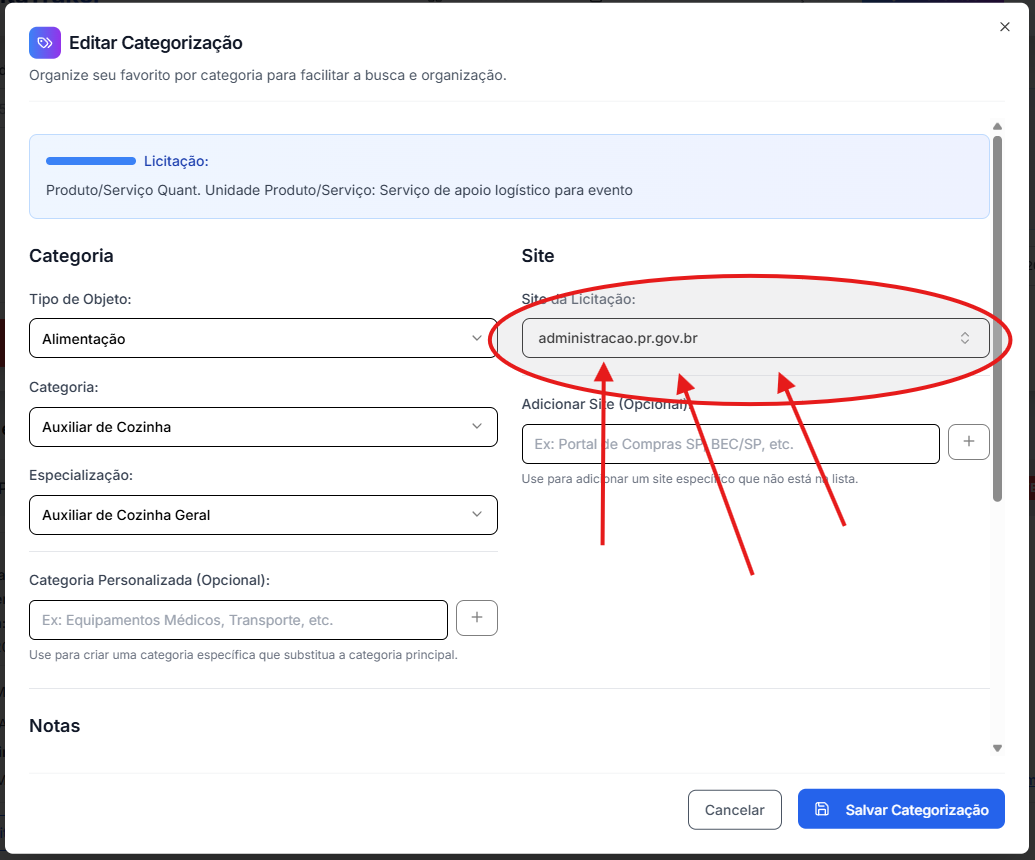 Editar Categorização
Organize seu favorito por categoria para facilitar a busca e organização.
Licitação:
Produto/Serviço Quant. Unidade Produto/Serviço: Serviço de apoio logístico para evento
Categoria
Tipo de Objeto:
Alimentação
Categoria:
Auxiliar de Cozinha
Especialização:
Auxiliar de Cozinha Geral
Categoria Personalizada (Opcional):
Ex: Equipamentos Médicos, Transporte, etc.
Use para criar uma categoria específica que substitua a categoria principal.
Site
Site da Licitação:
administracao.pr.gov.br
Adicionar Site (Opcional):
Ex: Portal de Compras SP, BEC/SP, etc.
Use para adicionar um site específico que não está na lista.
Notas
Cancelar
Salvar Categorização